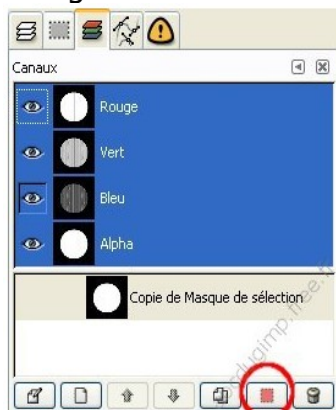 Canaux
Rouge
Vert
Bleu
Alpha
Copie de Masque de sélection